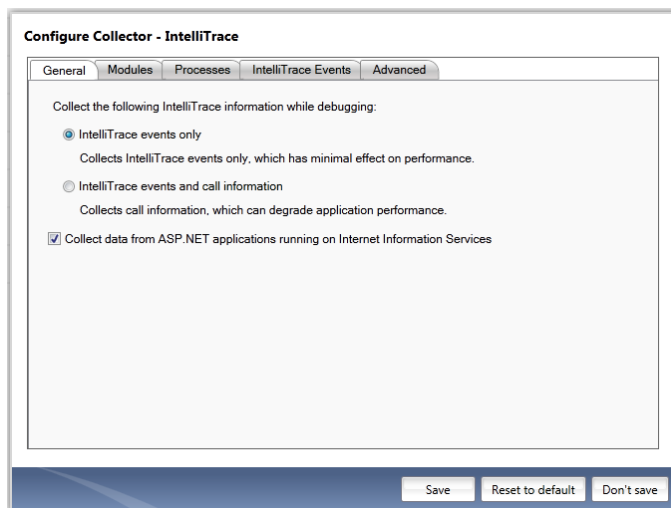 Configure Collector - IntelliTrace
General Modules Processes IntelliTrace Events Advanced
Collect the following IntelliTrace information while debugging:
IntelliTrace events only
Collects IntelliTrace events only, which has minimal effect on performance.
IntelliTrace events and call information
Collects call information, which can degrade application performance.
Collect data from ASP.NET applications running on Internet Information Services
Save Reset to default Don't save